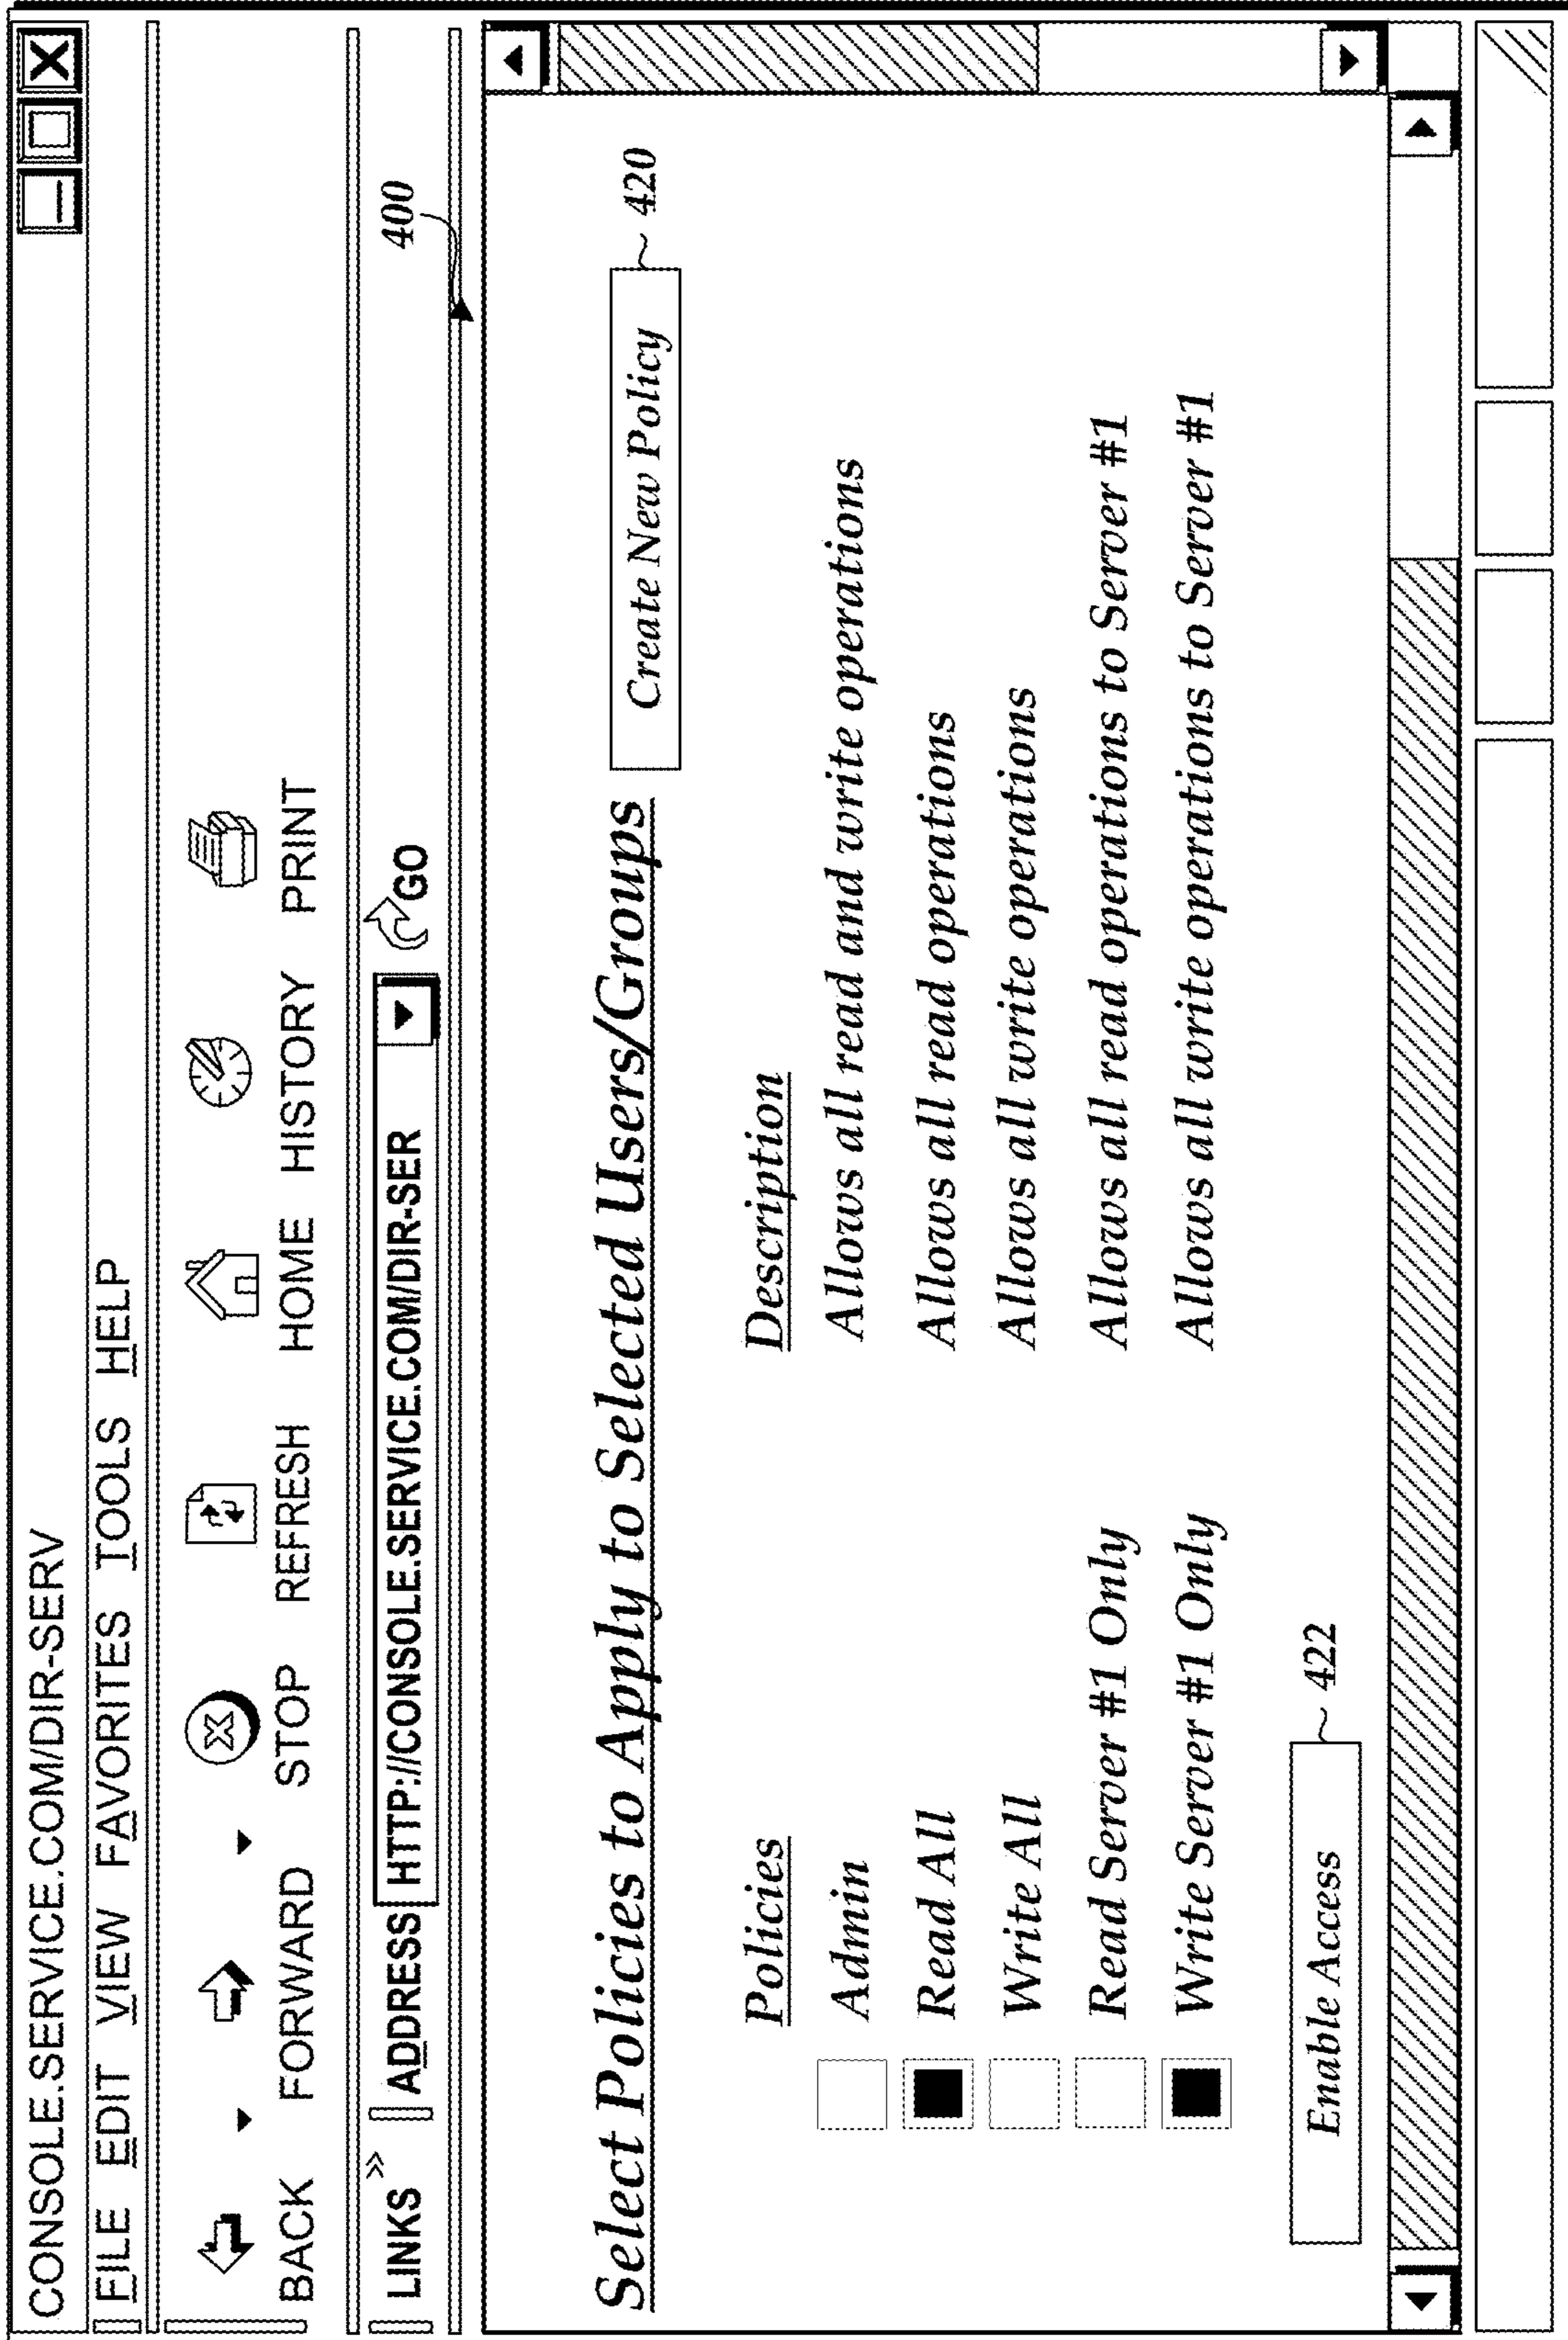 CONSOLE.SERVICE.COM/DIR-SERV
FILE EDIT VIEW FAVORITES TOOLS HELP
BACK FORWARD STOP REFRESH HOME HISTORY PRINT
LINKS » ADDRESS HTTP://CONSOLE.SERVICE.COM/DIR-SER GO
400
Select Policies to Apply to Selected Users/Groups Create New Policy ~ 420
Policies Description
Admin Allows all read and write operations
Read All Allows all read operations
Write All Allows all write operations
Read Server #1 Only Allows all read operations to Server #1
Write Server #1 Only Allows all write operations to Server #1
Enable Access ~ 422